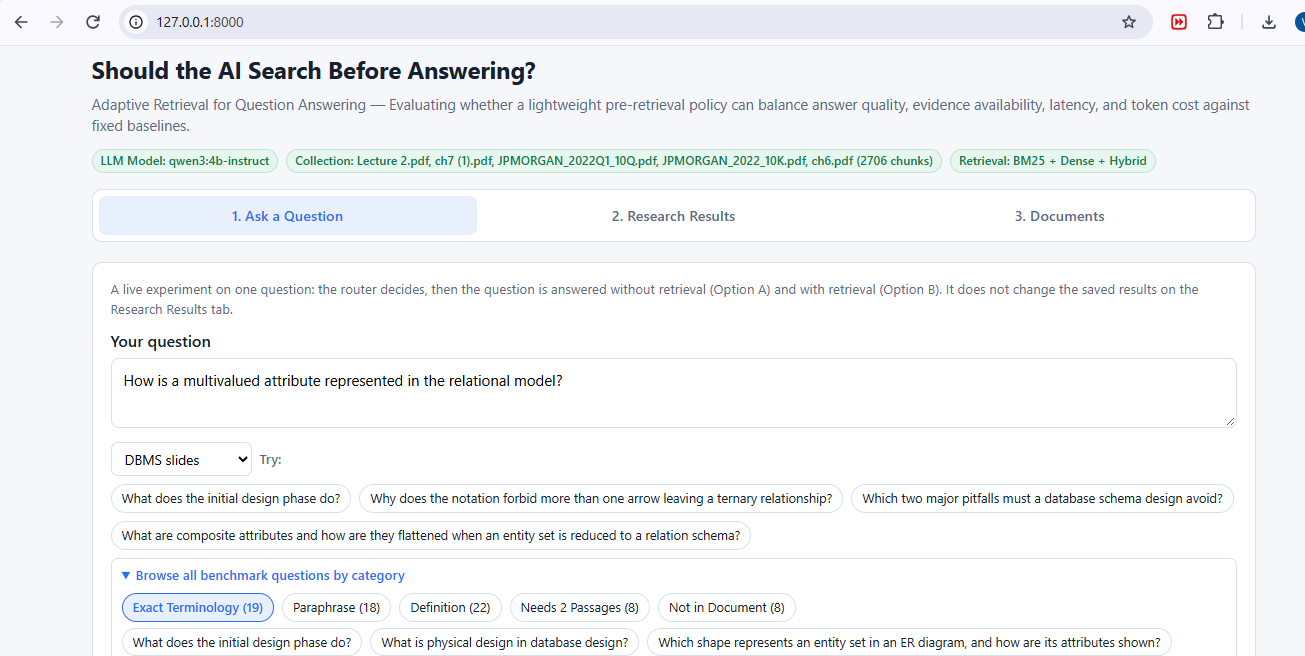 127.0.0.1:8000
Should the AI Search Before Answering?
Adaptive Retrieval for Question Answering — Evaluating whether a lightweight pre-retrieval policy can balance answer quality, evidence availability, latency, and token cost against
fixed baselines.
LLM Model: qwen3:4b-instruct Collection: Lecture 2.pdf, ch7 (1).pdf, JPMORGAN_2022Q1_10Q.pdf, JPMORGAN_2022_10K.pdf, ch6.pdf (2706 chunks) Retrieval: BM25 + Dense + Hybrid
1. Ask a Question 2. Research Results 3. Documents
A live experiment on one question: the router decides, then the question is answered without retrieval (Option A) and with retrieval (Option B). It does not change the saved results on the
Research Results tab.
Your question
How is a multivalued attribute represented in the relational model?
DBMS slides Try:
What does the initial design phase do? Why does the notation forbid more than one arrow leaving a ternary relationship? Which two major pitfalls must a database schema design avoid?
What are composite attributes and how are they flattened when an entity set is reduced to a relation schema?
▼ Browse all benchmark questions by category
Exact Terminology (19) Paraphrase (18) Definition (22) Needs 2 Passages (8) Not in Document (8)
What does the initial design phase do? What is physical design in database design? Which shape represents an entity set in an ER diagram, and how are its attributes shown?